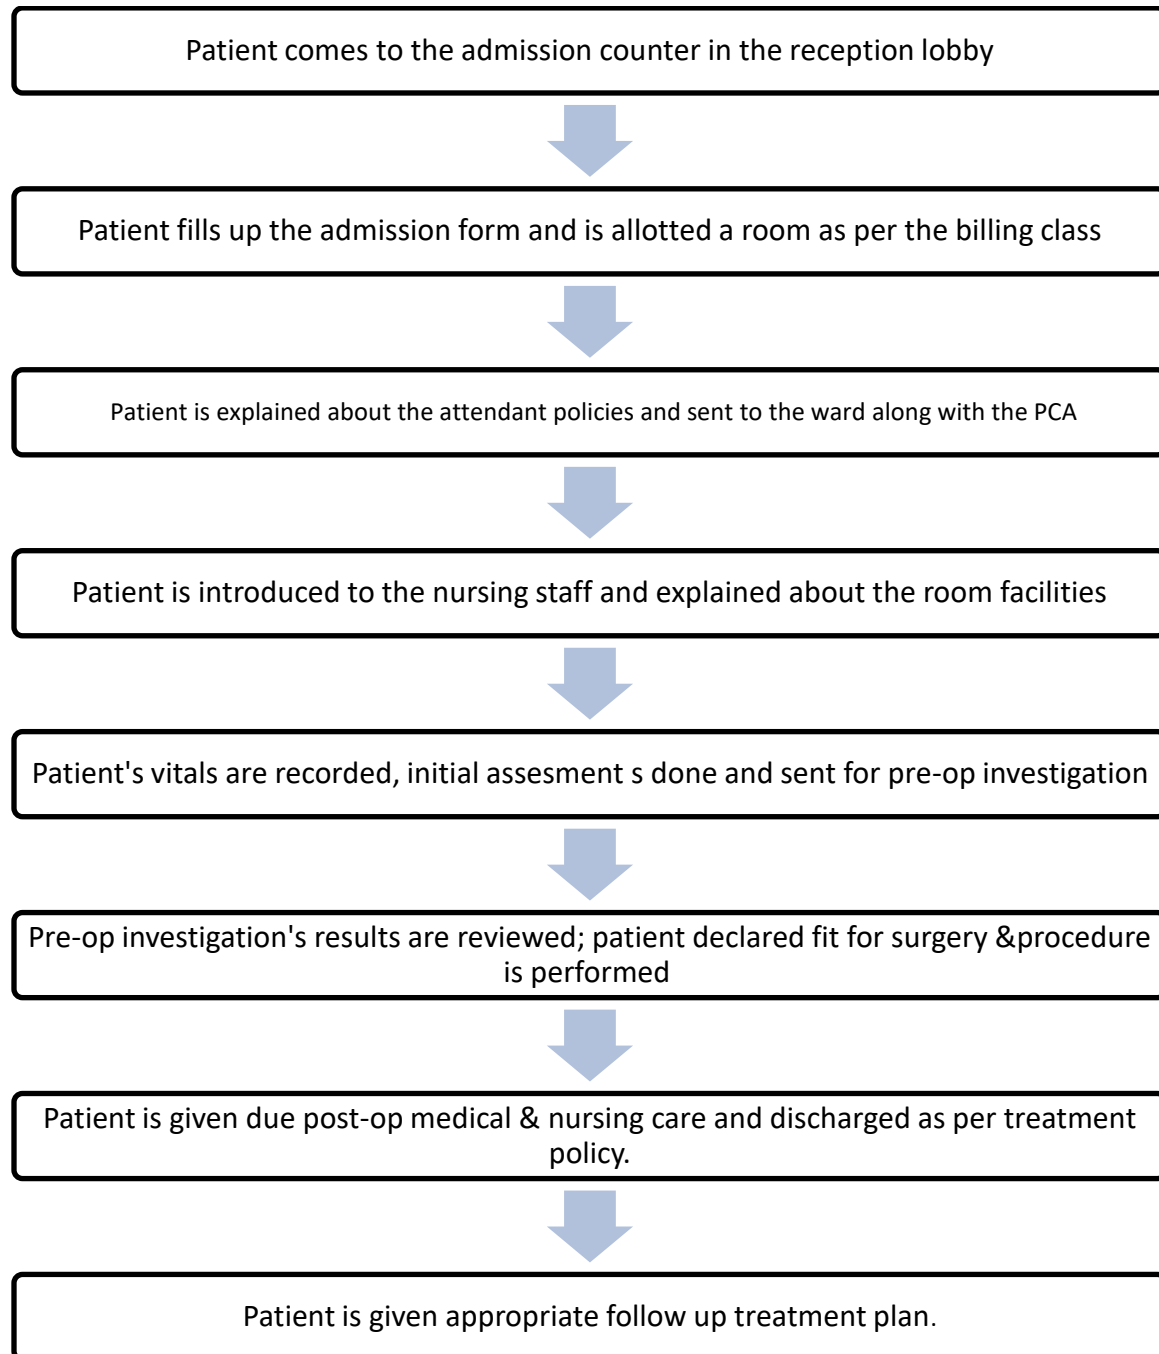 Patient comes to the admission counter in the reception lobby
Patient fills up the admission form and is allotted a room as per the billing class
Patient is explained about the attendant policies and sent to the ward along with the PCA
Patient is introduced to the nursing staff and explained about the room facilities
Patient's vitals are recorded, initial assesment s done and sent for pre-op investigation
Pre-op investigation's results are reviewed; patient declared fit for surgery &procedure
is performed
Patient is given due post-op medical & nursing care and discharged as per treatment
policy.
Patient is given appropriate follow up treatment plan.